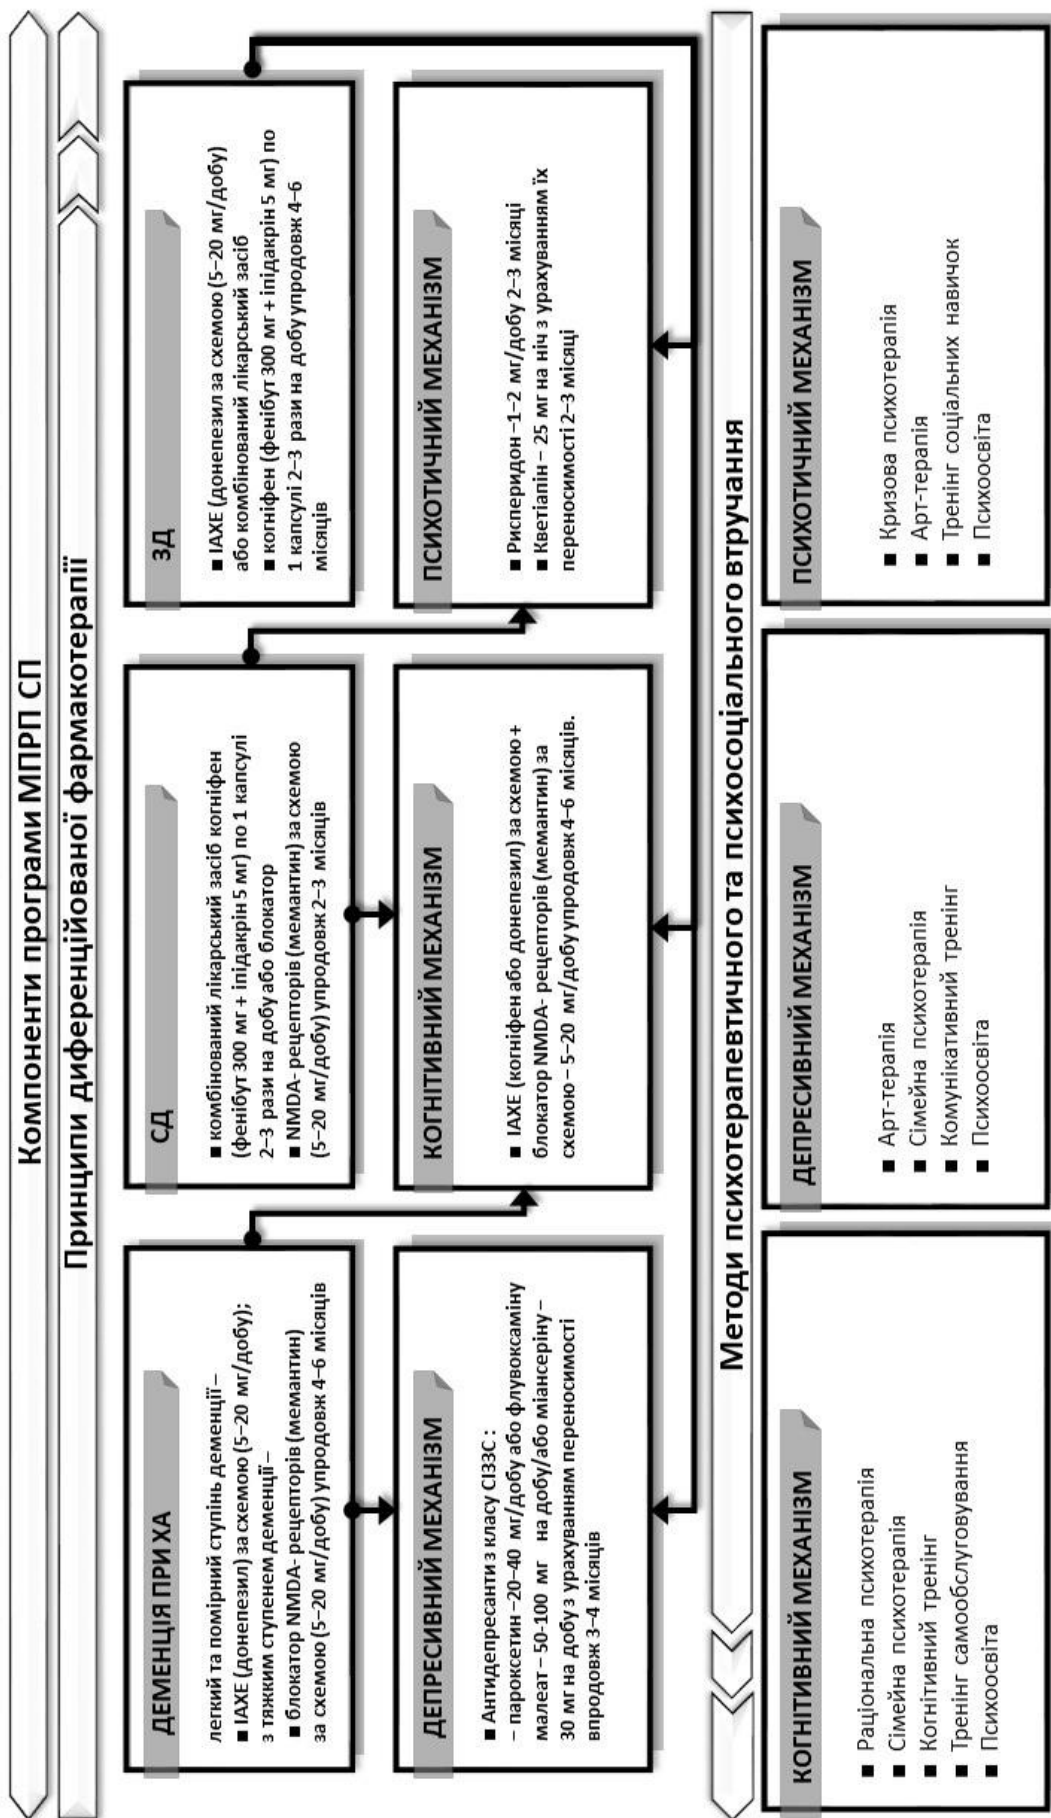 Компоненти програми МПРП СП
Принципи диференційованої фармакотерапії
ДЕМЕНЦІЯ ПРИ ХА
легкий та помірний ступінь деменції –
■ ІАХЕ (донепезил) за схемою (5–20 мг/добу);
з тяжким ступенем деменції –
■ блокатор NMDA- рецепторів (мемантин)
за схемою (5–20 мг/добу) упродовж 4–6 місяців
СД
■ комбінований лікарський засіб когніфен
(фенібут 300 мг + іпідакрін 5 мг) по 1 капсулі
2–3 рази на добу або блокатор
■ NMDA- рецепторів (мемантин) за схемою
(5–20 мг/добу) упродовж 2–3 місяців
ЗД
■ ІАХЕ (донепезил за схемою (5–20 мг/добу)
або комбінований лікарський засіб
■ когніфен (фенібут 300 мг + іпідакрін 5 мг) по
1 капсулі 2–3 рази на добу упродовж 4–6
місяців
ДЕПРЕСИВНИЙ МЕХАНІЗМ
■ Антидепресанти з класу СІЗЗС :
– пароксетин –20–40 мг/добу або флувоксаміну
малеат – 50-100 мг на добу/або міансеріну –
30 мг на добу з урахуванням переносимості
впродовж 3–4 місяців
КОГНІТИВНИЙ МЕХАНІЗМ
■ ІАХЕ (когніфен або донепезил) за схемою +
блокатор NMDA- рецепторів (мемантин) за
схемою – 5–20 мг/добу упродовж 4–6 місяців.
ПСИХОТИЧНИЙ МЕХАНІЗМ
■ Рисперидон –1–2 мг/добу 2–3 місяці
■ Кветіапін – 25 мг на ніч з урахуванням їх
переносимості 2–3 місяці
Методи психотерапевтичного та психосоціального втручання
КОГНІТИВНИЙ МЕХАНІЗМ
■ Раціональна психотерапія
■ Сімейна психотерапія
■ Когнітивний тренінг
■ Тренінг самообслуговування
■ Психоосвіта
ДЕПРЕСИВНИЙ МЕХАНІЗМ
■ Арт-терапія
■ Сімейна психотерапія
■ Комунікативний тренінг
■ Психоосвіта
ПСИХОТИЧНИЙ МЕХАНІЗМ
■ Кризова психотерапія
■ Арт-терапія
■ Тренінг соціальних навичок
■ Психоосвіта